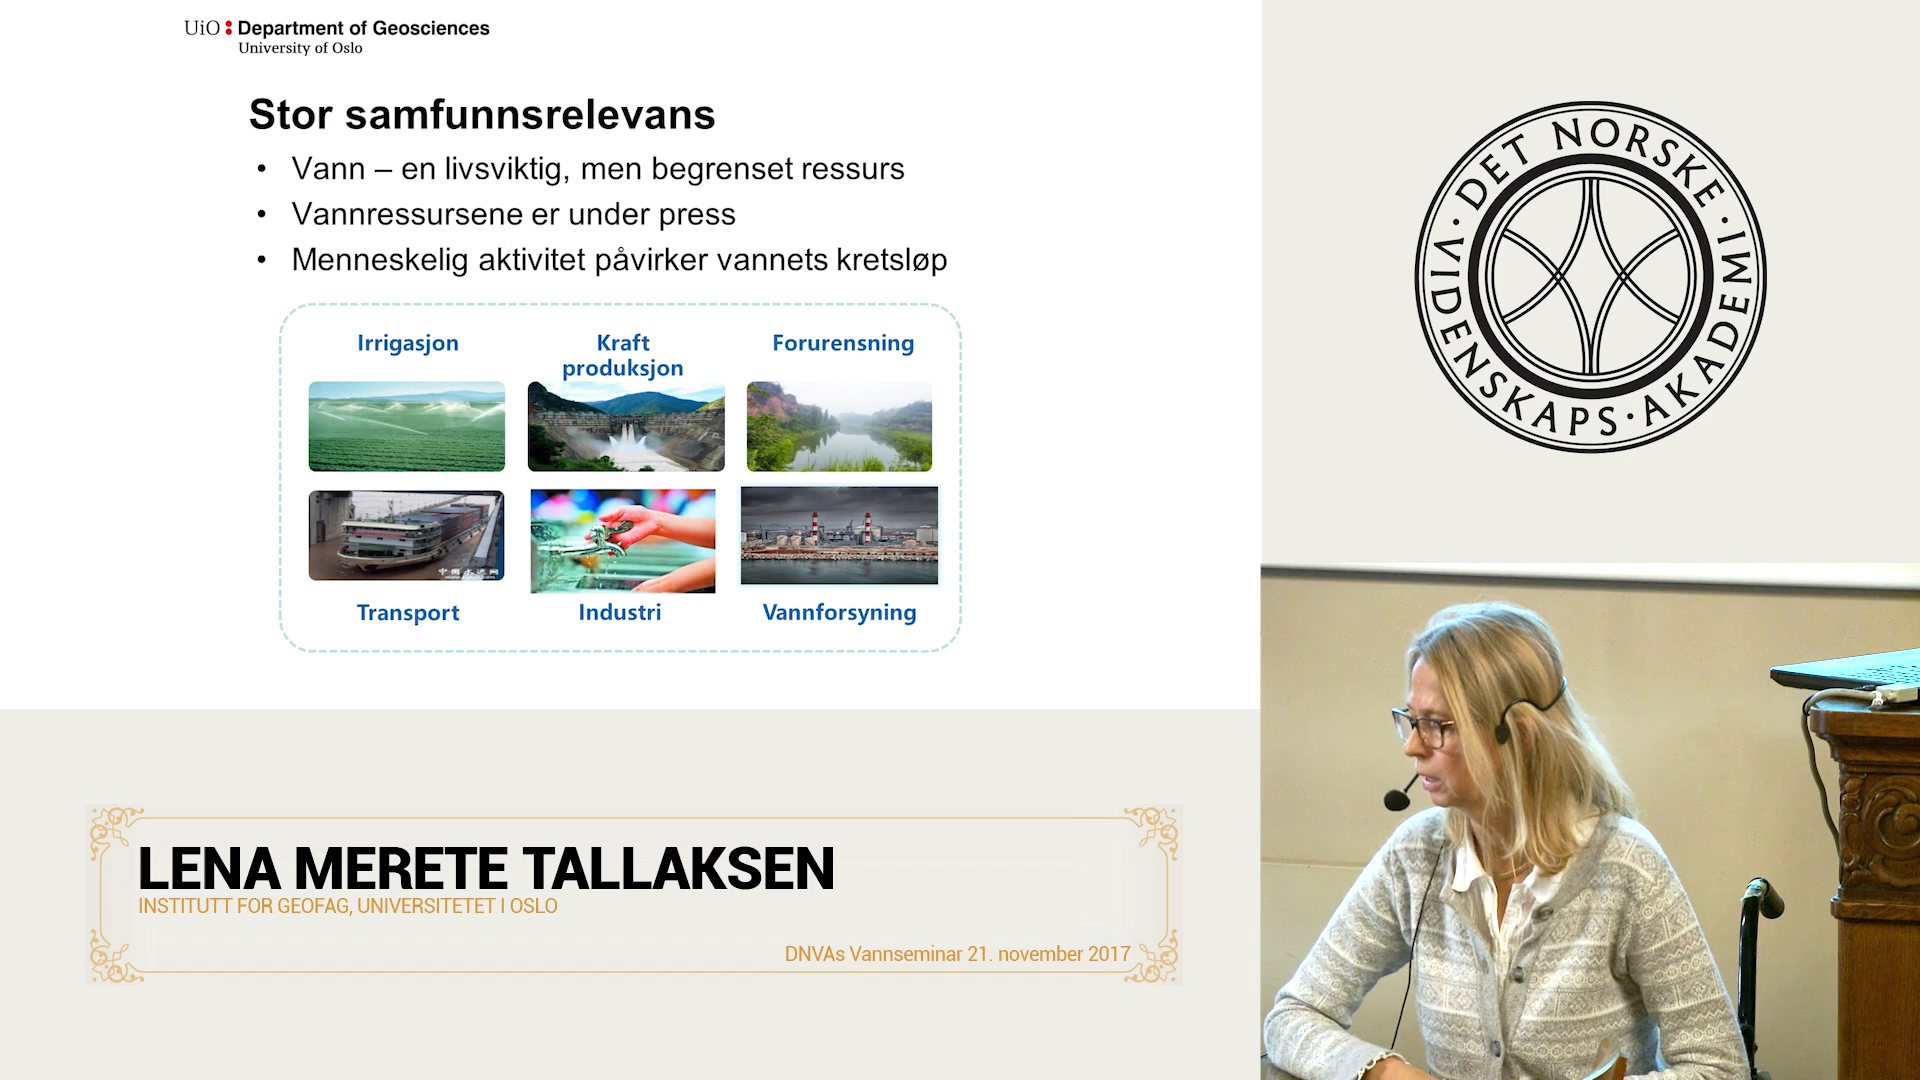 UiO Department of Geosciences
University of Oslo
Stor samfunnsrelevans
• Vann – en livsviktig, men begrenset ressurs
• Vannressursene er under press
• Menneskelig aktivitet påvirker vannets kretsløp
Irrigasjon
Kraft
produksjon
Forurensning
Transport
Industri
Vannforsyning
DET NORSKE · VIDENSKAPS · AKADEMI ·
LENA MERETE TALLAKSEN
INSTITUTT FOR GEOFAG, UNIVERSITETET I OSLO
DNVAs Vannseminar 21. november 2017